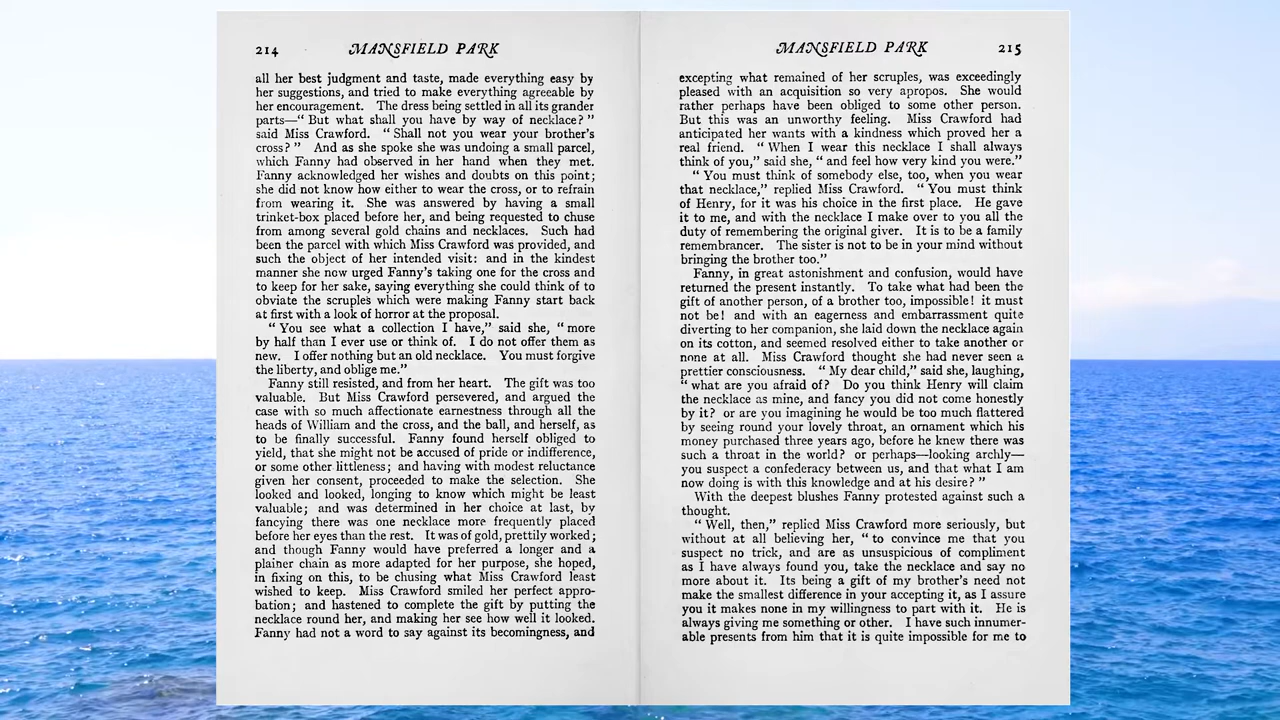 214 MANSFIELD PARK
all her best judgment and taste, made everything easy by
her suggestions, and tried to make everything agreeable by
her encouragement. The dress being settled in all its grander
parts—“ But what shall you have by way of necklace? ”
said Miss Crawford. “ Shall not you wear your brother’s
cross? ” And as she spoke she was undoing a small parcel,
which Fanny had observed in her hand when they met.
Fanny acknowledged her wishes and doubts on this point;
she did not know how either to wear the cross, or to refrain
from wearing it. She was answered by having a small
trinket-box placed before her, and being requested to chuse
from among several gold chains and necklaces. Such had
been the parcel with which Miss Crawford was provided, and
such the object of her intended visit: and in the kindest
manner she now urged Fanny’s taking one for the cross and
to keep for her sake, saying everything she could think of to
obviate the scruples which were making Fanny start back
at first with a look of horror at the proposal.
“ You see what a collection I have,” said she, “ more
by half than I ever use or think of. I do not offer them as
new. I offer nothing but an old necklace. You must forgive
the liberty, and oblige me.”
Fanny still resisted, and from her heart. The gift was too
valuable. But Miss Crawford persevered, and argued the
case with so much affectionate earnestness through all the
heads of William and the cross, and the ball, and herself, as
to be finally successful. Fanny found herself obliged to
yield, that she might not be accused of pride or indifference,
or some other littleness; and having with modest reluctance
given her consent, proceeded to make the selection. She
looked and looked, longing to know which might be least
valuable; and was determined in her choice at last, by
fancying there was one necklace more frequently placed
before her eyes than the rest. It was of gold, prettily worked;
and though Fanny would have preferred a longer and a
plainer chain as more adapted for her purpose, she hoped,
in fixing on this, to be chusing what Miss Crawford least
wished to keep. Miss Crawford smiled her perfect appro-
bation; and hastened to complete the gift by putting the
necklace round her, and making her see how well it looked.
Fanny had not a word to say against its becomingness, and
MANSFIELD PARK 215
excepting what remained of her scruples, was exceedingly
pleased with an acquisition so very apropos. She would
rather perhaps have been obliged to some other person.
But this was an unworthy feeling. Miss Crawford had
anticipated her wants with a kindness which proved her a
real friend. “ When I wear this necklace I shall always
think of you,” said she, “ and feel how very kind you were.”
“ You must think of somebody else, too, when you wear
that necklace,” replied Miss Crawford. “ You must think
of Henry, for it was his choice in the first place. He gave
it to me, and with the necklace I make over to you all the
duty of remembering the original giver. It is to be a family
remembrancer. The sister is not to be in your mind without
bringing the brother too.”
Fanny, in great astonishment and confusion, would have
returned the present instantly. To take what had been the
gift of another person, of a brother too, impossible! it must
not be! and with an eagerness and embarrassment quite
diverting to her companion, she laid down the necklace again
on its cotton, and seemed resolved either to take another or
none at all. Miss Crawford thought she had never seen a
prettier consciousness. “ My dear child,” said she, laughing,
“ what are you afraid of? Do you think Henry will claim
the necklace as mine, and fancy you did not come honestly
by it? or are you imagining he would be too much flattered
by seeing round your lovely throat, an ornament which his
money purchased three years ago, before he knew there was
such a throat in the world? or perhaps—looking archly—
you suspect a confederacy between us, and that what I am
now doing is with this knowledge and at his desire? ”
With the deepest blushes Fanny protested against such a
thought.
“ Well, then,” replied Miss Crawford more seriously, but
without at all believing her, “ to convince me that you
suspect no trick, and are as unsuspicious of compliment
as I have always found you, take the necklace and say no
more about it. Its being a gift of my brother’s need not
make the smallest difference in your accepting it, as I assure
you it makes none in my willingness to part with it. He is
always giving me something or other. I have such innumer-
able presents from him that it is quite impossible for me to